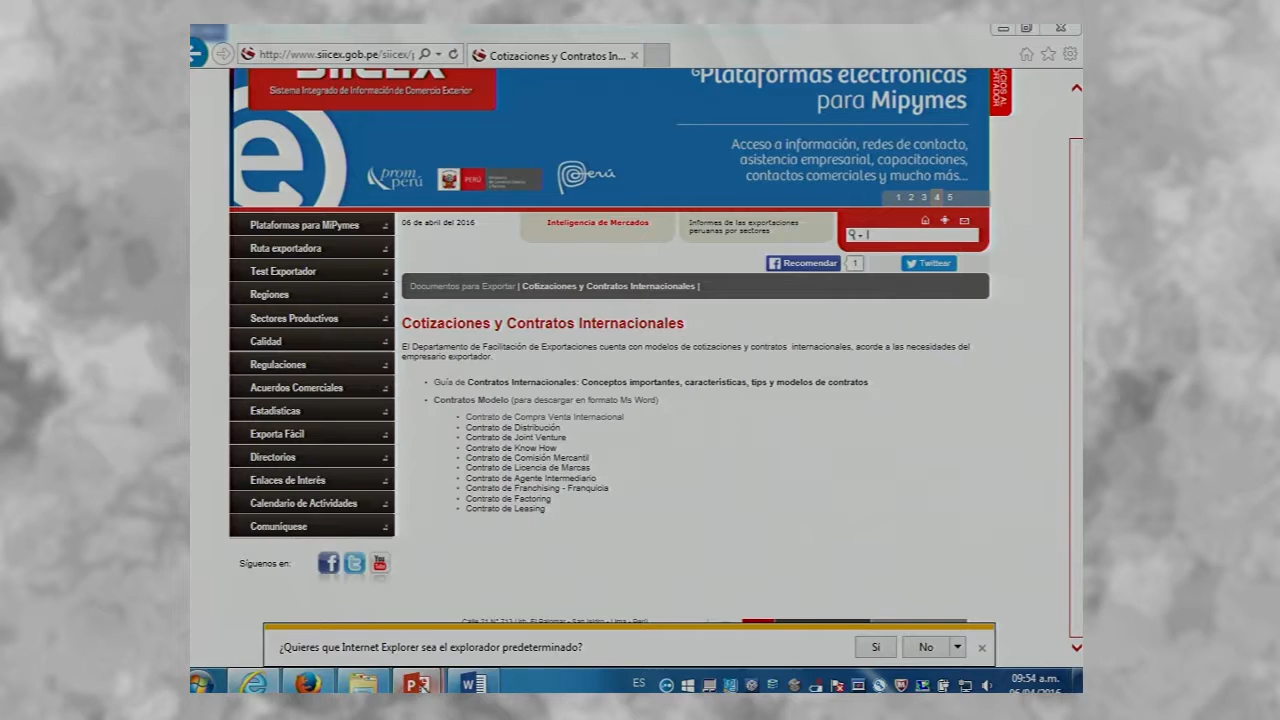 http://www.siicex.gob.pe/siicex/
Cotizaciones y Contratos In...
siicex
Sistema Integrado de Información de Comercio Exterior
Plataformas electrónicas
para Mipymes
Acceso a información, redes de contacto,
asistencia empresarial, capacitaciones,
contactos comerciales y mucho más...
prom
perú
PERÚ
Perú
1 2 3 4 5
Plataformas para MiPymes
Ruta exportadora
Test Exportador
Regiones
Sectores Productivos
Calidad
Regulaciones
Acuerdos Comerciales
Estadísticas
Exporta Fácil
Directorios
Enlaces de Interés
Calendario de Actividades
Comuníquese
Síguenos en:
06 de abril del 2016
Inteligencia de Mercados
Informes de las exportaciones
peruanas por sectores
Recomendar
1
Twittear
Documentos para Exportar | Cotizaciones y Contratos Internacionales |
Cotizaciones y Contratos Internacionales
El Departamento de Facilitación de Exportaciones cuenta con modelos de cotizaciones y contratos internacionales, acorde a las necesidades del
empresario exportador.
• Guía de Contratos Internacionales: Conceptos importantes, características, tips y modelos de contratos
• Contratos Modelo (para descargar en formato Ms Word)
• Contrato de Compra Venta Internacional
• Contrato de Distribución
• Contrato de Joint Venture
• Contrato de Know How
• Contrato de Comisión Mercantil
• Contrato de Licencia de Marcas
• Contrato de Agente Intermediario
• Contrato de Franchising - Franquicia
• Contrato de Factoring
• Contrato de Leasing
¿Quieres que Internet Explorer sea el explorador predeterminado?
Sí
No
ES
09:54 a.m.
06/04/2016